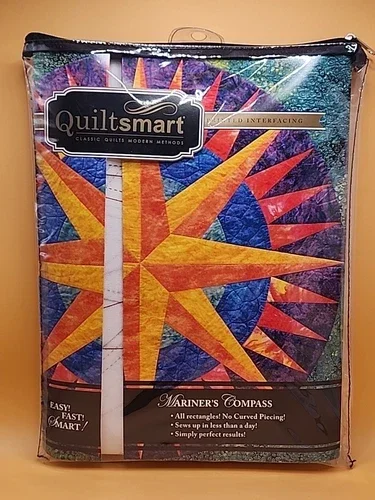 Quiltsmart
CLASSIC QUILTS MODERN METHODS
INTERFACING
EASY!
FAST!
SMART!
MARINER'S COMPASS
• All rectangles! No Curved Piecing!
• Sews up in less than a day!
• Simply perfect results!